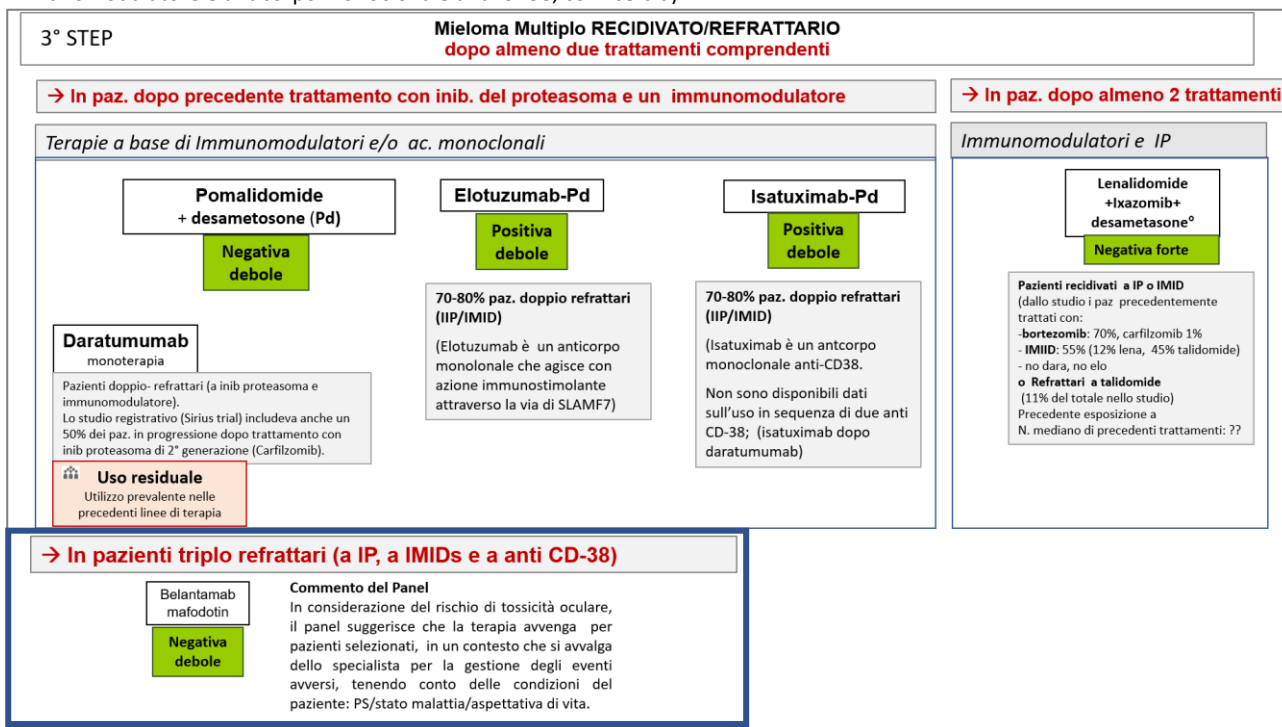 3° STEP
Mieloma Multiplo RECIDIVATO/REFRATTARIO
dopo almeno due trattamenti comprendenti
→ In paz. dopo precedente trattamento con inib. del proteasoma e un immunomodulatore
Terapie a base di Immunomodulatori e/o ac. monoclonali
Pomalidomide
+ desametosone (Pd)
Negativa
debole
Daratumumab
monoterapia
Pazienti doppio- refrattari (a inib proteasoma e
immunomodulatore).
Lo studio registrativo (Sirius trial) includeva anche un
50% dei paz. in progressione dopo trattamento con
inib proteasoma di 2° generazione (Carfilzomib).
Uso residuale
Utilizzo prevalente nelle
precedenti linee di terapia
Elotuzumab-Pd
Positiva
debole
70-80% paz. doppio refrattari
(IIP/IMID)
(Elotuzumab è un anticorpo
monolonale che agisce con
azione immunostimolante
attraverso la via di SLAMF7)
Isatuximab-Pd
Positiva
debole
70-80% paz. doppio refrattari
(IIP/IMID)
(Isatuximab è un antcorpo
monoclonale anti-CD38.
Non sono disponibili dati
sull'uso in sequenza di due anti
CD-38; (isatuximab dopo
daratumumab)
→ In paz. dopo almeno 2 trattamenti
Immunomodulatori e IP
Lenalidomide
+Ixazomib+
desametasone°
Negativa forte
Pazienti recidivati a IP o IMID
(dallo studio i paz precedentemente
trattati con:
-bortezomib: 70%, carfilzomib 1%
- IMIID: 55% (12% lena, 45% talidomide)
- no dara, no elo
o Refrattari a talidomide
(11% del totale nello studio)
Precedente esposizione a
N. mediano di precedenti trattamenti: ??
→ In pazienti triplo refrattari (a IP, a IMIDs e a anti CD-38)
Belantamab
mafodotin
Negativa
debole
Commento del Panel
In considerazione del rischio di tossicità oculare,
il panel suggerisce che la terapia avvenga per
pazienti selezionati, in un contesto che si avvalga
dello specialista per la gestione degli eventi
avversi, tenendo conto delle condizioni del
paziente: PS/stato malattia/aspettativa di vita.